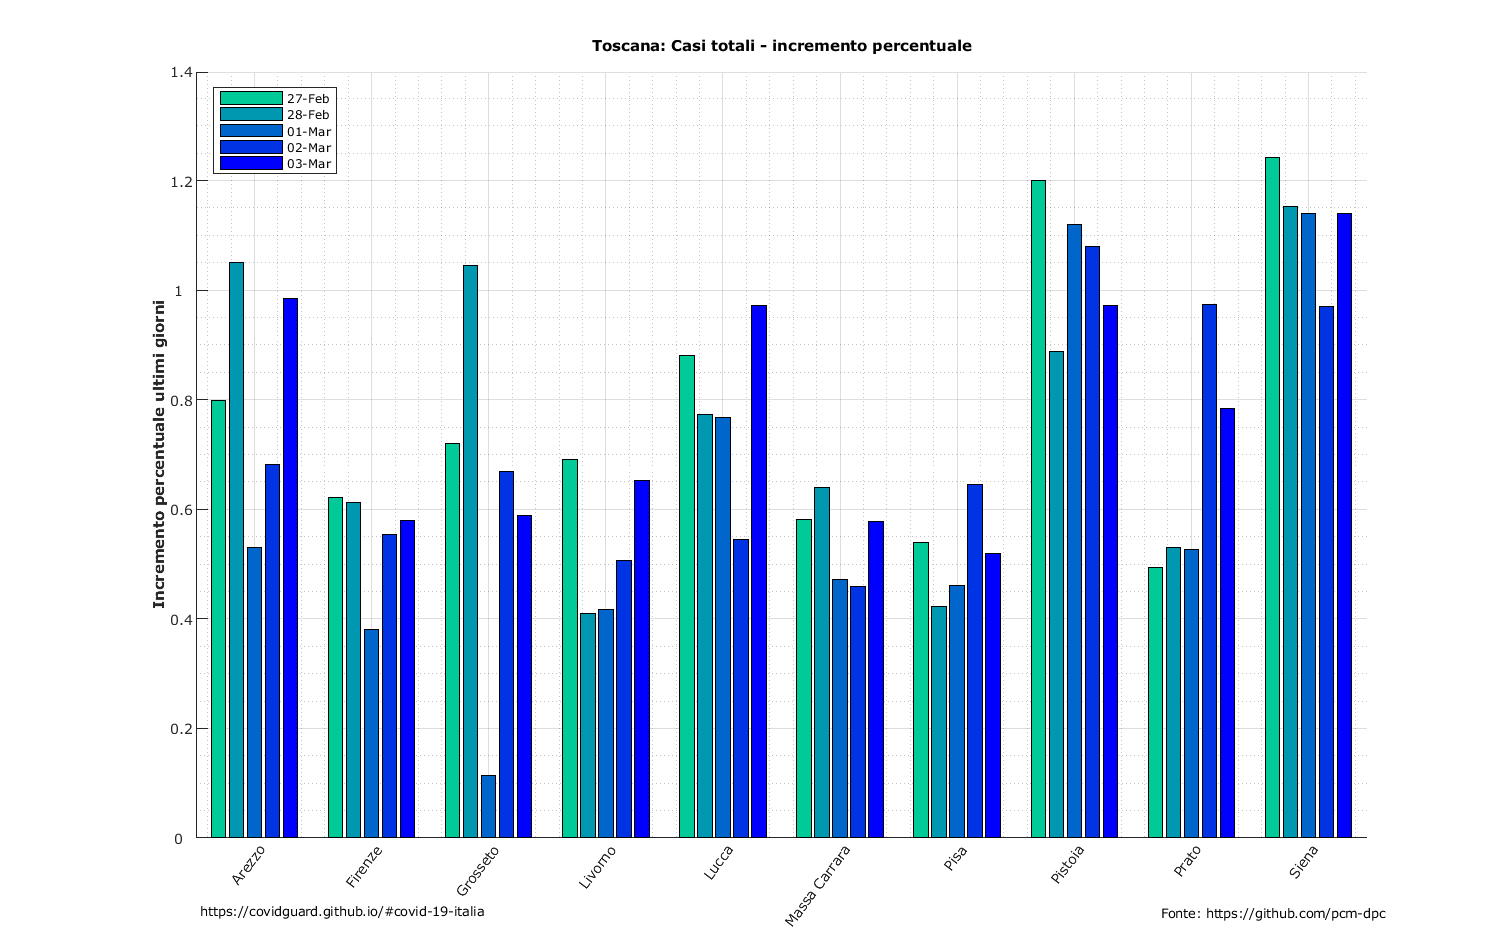 Toscana: Casi totali - incremento percentuale
Incremento percentuale ultimi giorni
1.4
1.2
1
0.8
0.6
0.4
0.2
0
27-Feb
28-Feb
01-Mar
02-Mar
03-Mar
Arezzo
Firenze
Grosseto
Livorno
Lucca
Massa Carrara
Pisa
Pistoia
Prato
Siena
https://covidguard.github.io/#covid-19-italia
Fonte: https://github.com/pcm-dpc